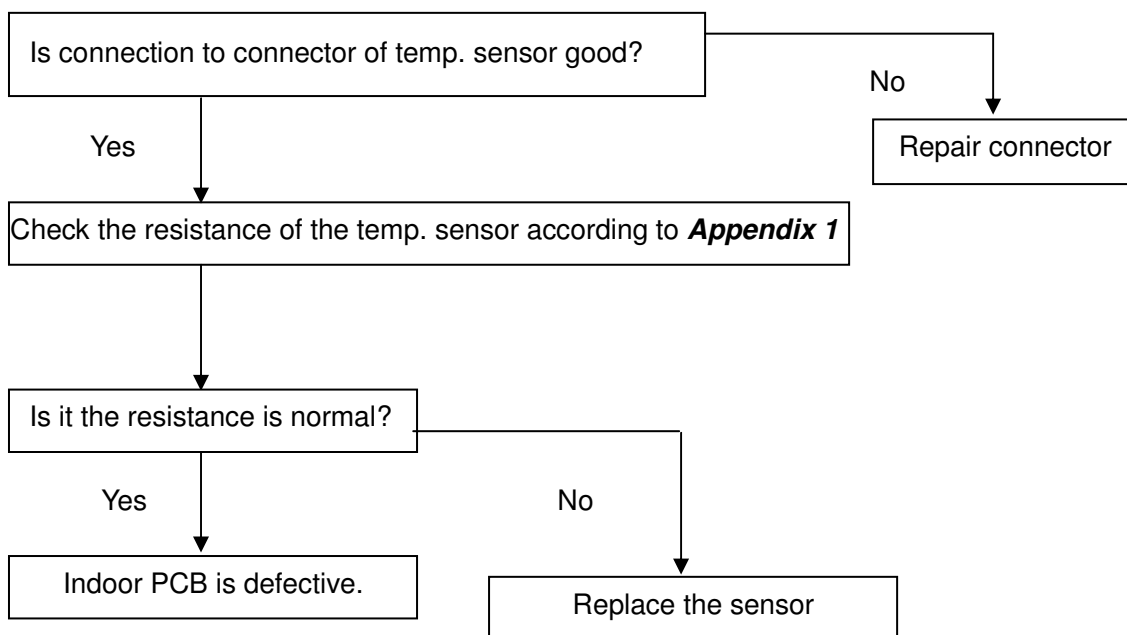 Is connection to connector of temp. sensor good?
No
Yes
Repair connector
Check the resistance of the temp. sensor according to Appendix 1
Is it the resistance is normal?
Yes
No
Indoor PCB is defective.
Replace the sensor